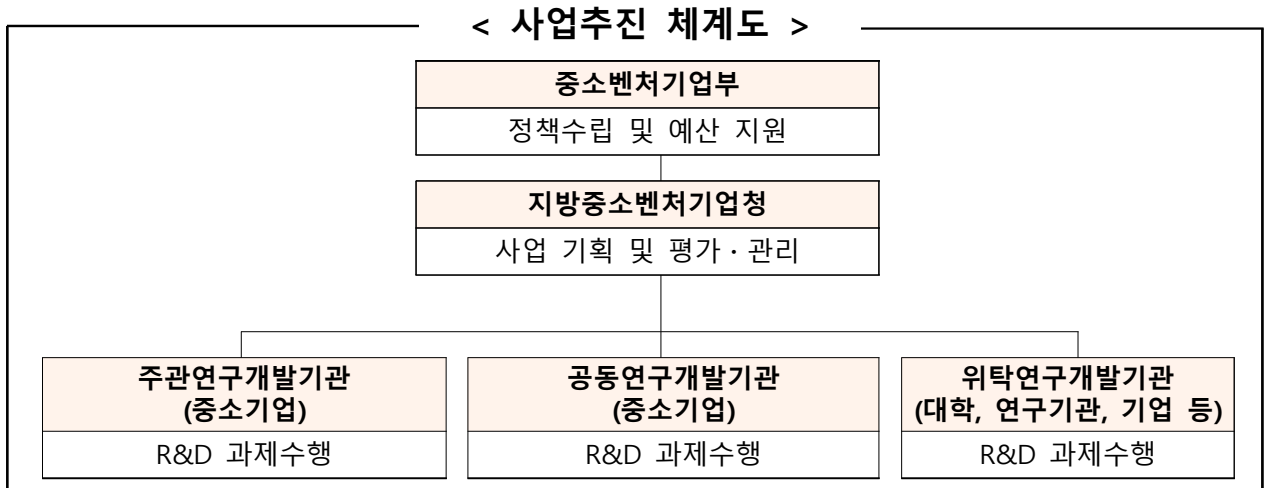 < 사업추진 체계도 >
중소벤처기업부
정책수립 및 예산 지원
지방중소벤처기업청
사업 기획 및 평가·관리
주관연구개발기관
(중소기업)
R&D 과제수행
공동연구개발기관
(중소기업)
R&D 과제수행
위탁연구개발기관
(대학, 연구기관, 기업 등)
R&D 과제수행